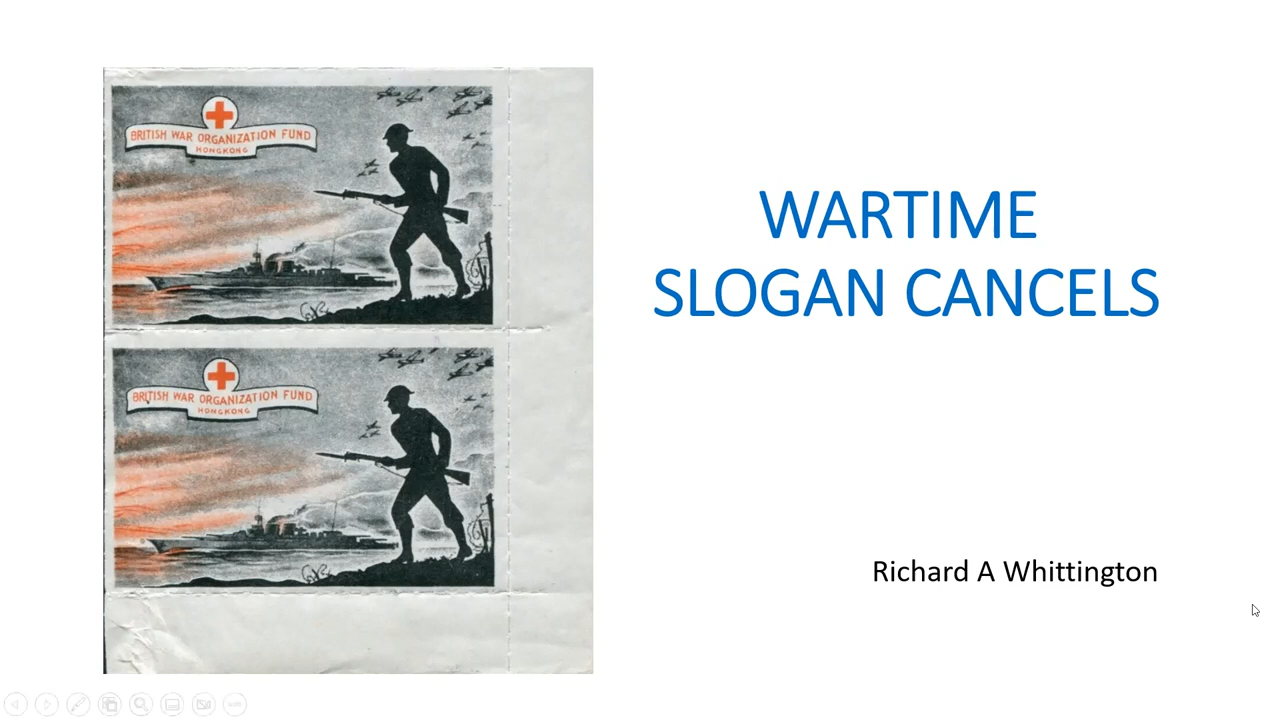 BRITISH WAR ORGANIZATION FUND
HONGKONG
BRITISH WAR ORGANIZATION FUND
HONGKONG
WARTIME
SLOGAN CANCELS
Richard A Whittington